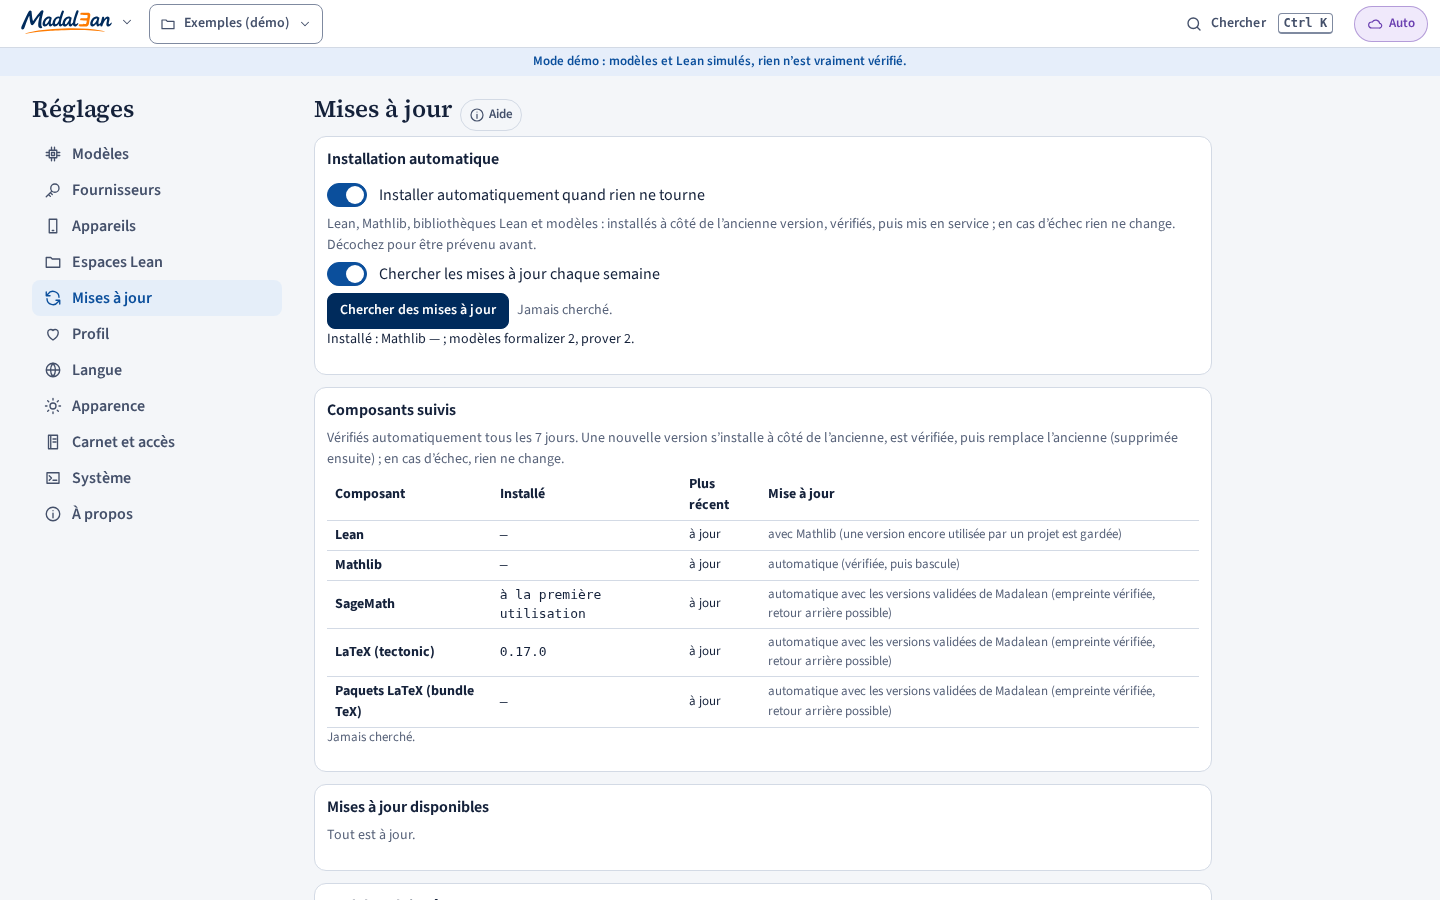 Madalean
Exemples (démo)
Chercher
Ctrl K
Auto
Mode démo : modèles et Lean simulés, rien n’est vraiment vérifié.
Réglages
Modèles
Fournisseurs
Appareils
Espaces Lean
Mises à jour
Profil
Langue
Apparence
Carnet et accès
Système
À propos
Mises à jour
Aide
Installation automatique
Installer automatiquement quand rien ne tourne
Lean, Mathlib, bibliothèques Lean et modèles : installés à côté de l’ancienne version, vérifiés, puis mis en service ; en cas d’échec rien ne change.
Décochez pour être prévenu avant.
Chercher les mises à jour chaque semaine
Chercher des mises à jour
Jamais cherché.
Installé : Mathlib — ; modèles formalizer 2, prover 2.
Composants suivis
Vérifiés automatiquement tous les 7 jours. Une nouvelle version s’installe à côté de l’ancienne, est vérifiée, puis remplace l’ancienne (supprimée
ensuite) ; en cas d’échec, rien ne change.
Composant
Installé
Plus
récent
Mise à jour
Lean
—
à jour
avec Mathlib (une version encore utilisée par un projet est gardée)
Mathlib
—
à jour
automatique (vérifiée, puis bascule)
SageMath
à la première
utilisation
à jour
automatique avec les versions validées de Madalean (empreinte vérifiée,
retour arrière possible)
LaTeX (tectonic)
0.17.0
à jour
automatique avec les versions validées de Madalean (empreinte vérifiée,
retour arrière possible)
Paquets LaTeX (bundle
TeX)
—
à jour
automatique avec les versions validées de Madalean (empreinte vérifiée,
retour arrière possible)
Jamais cherché.
Mises à jour disponibles
Tout est à jour.